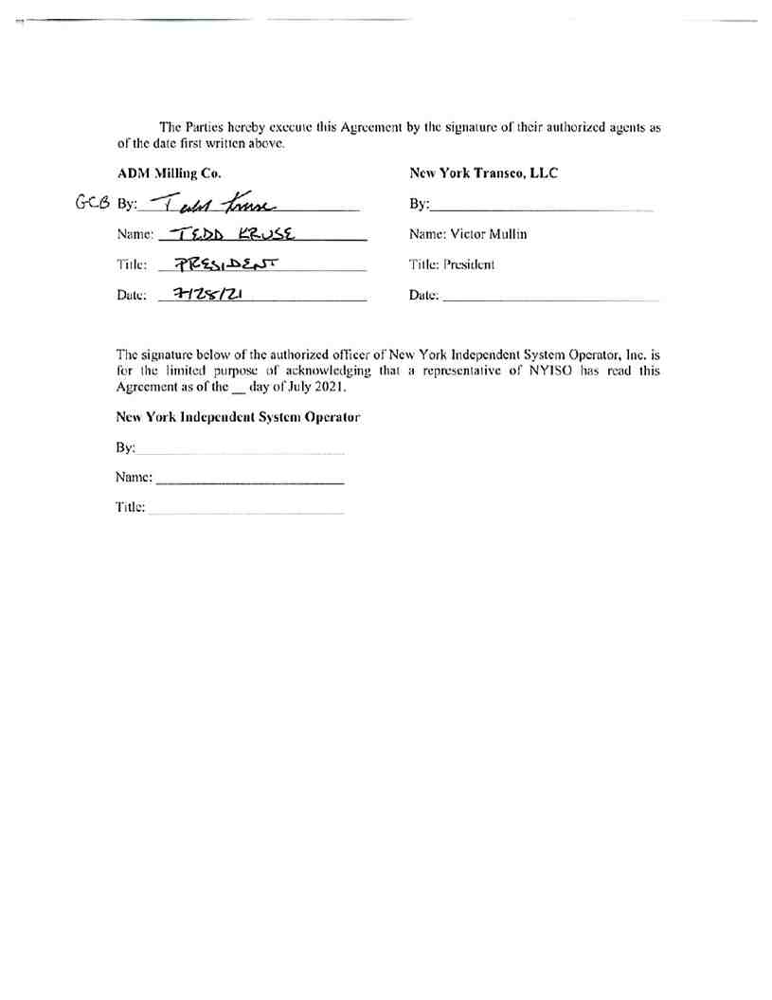 The Parties hereby execute this Agreement by the signature of their authorized agents as
of the date first written above.
ADM Milling Co.
GCB By: Tedd Kruse
Name: TEDD KRUSE
Title: PRESIDENT
Date: 7/28/21
New York Transco, LLC
By:
Name: Victor Mullin
Title: President
Date:
The signature below of the authorized officer of New York Independent System Operator, Inc. is
for the limited purpose of acknowledging that a representative of NYISO has read this
Agreement as of the __ day of July 2021.
New York Independent System Operator
By:
Name:
Title: